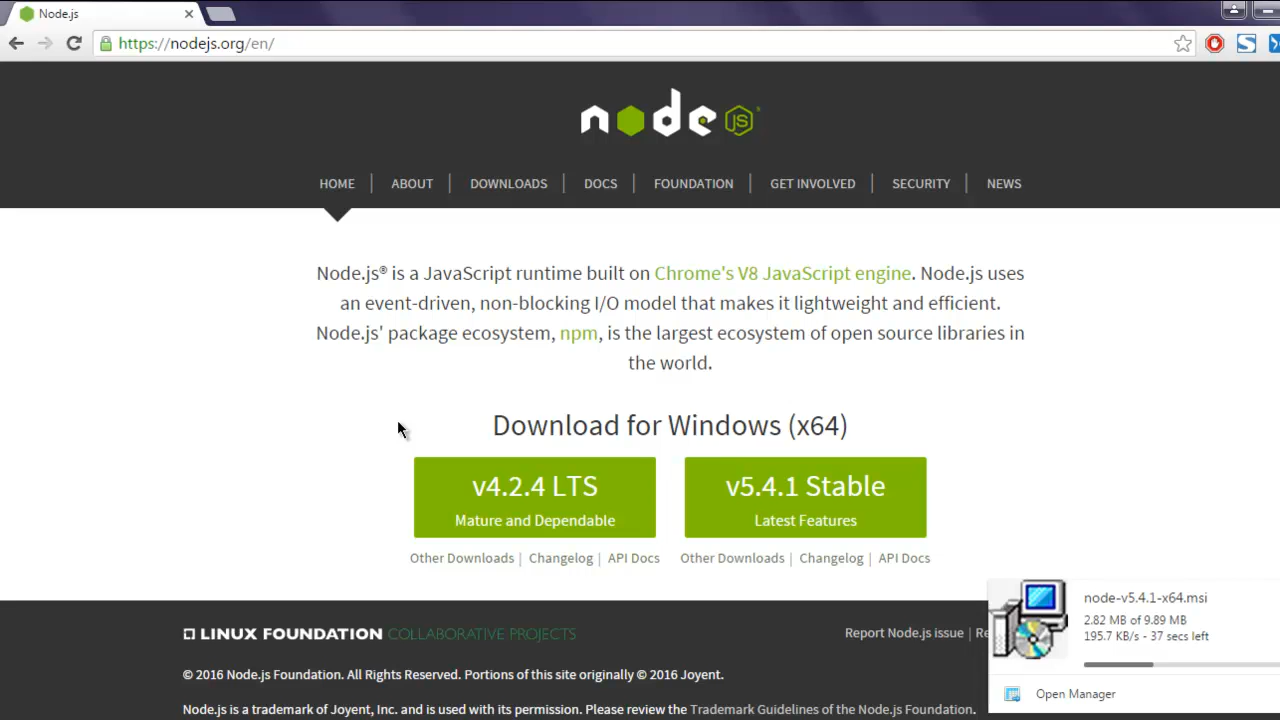 Node.js
https://nodejs.org/en/
node JS
HOME | ABOUT | DOWNLOADS | DOCS | FOUNDATION | GET INVOLVED | SECURITY | NEWS
Node.js® is a JavaScript runtime built on Chrome's V8 JavaScript engine. Node.js uses
an event-driven, non-blocking I/O model that makes it lightweight and efficient.
Node.js' package ecosystem, npm, is the largest ecosystem of open source libraries in
the world.
Download for Windows (x64)
v4.2.4 LTS
Mature and Dependable
v5.4.1 Stable
Latest Features
Other Downloads | Changelog | API Docs
Other Downloads | Changelog | API Docs
node-v5.4.1-x64.msi
2.82 MB of 9.89 MB
195.7 KB/s - 37 secs left
Open Manager
LINUX FOUNDATION COLLABORATIVE PROJECTS
Report Node.js issue |
© 2016 Node.js Foundation. All Rights Reserved. Portions of this site originally © 2016 Joyent.
Node.js is a trademark of Joyent, Inc. and is used with its permission. Please review the Trademark Guidelines of the Node.js Foundation.